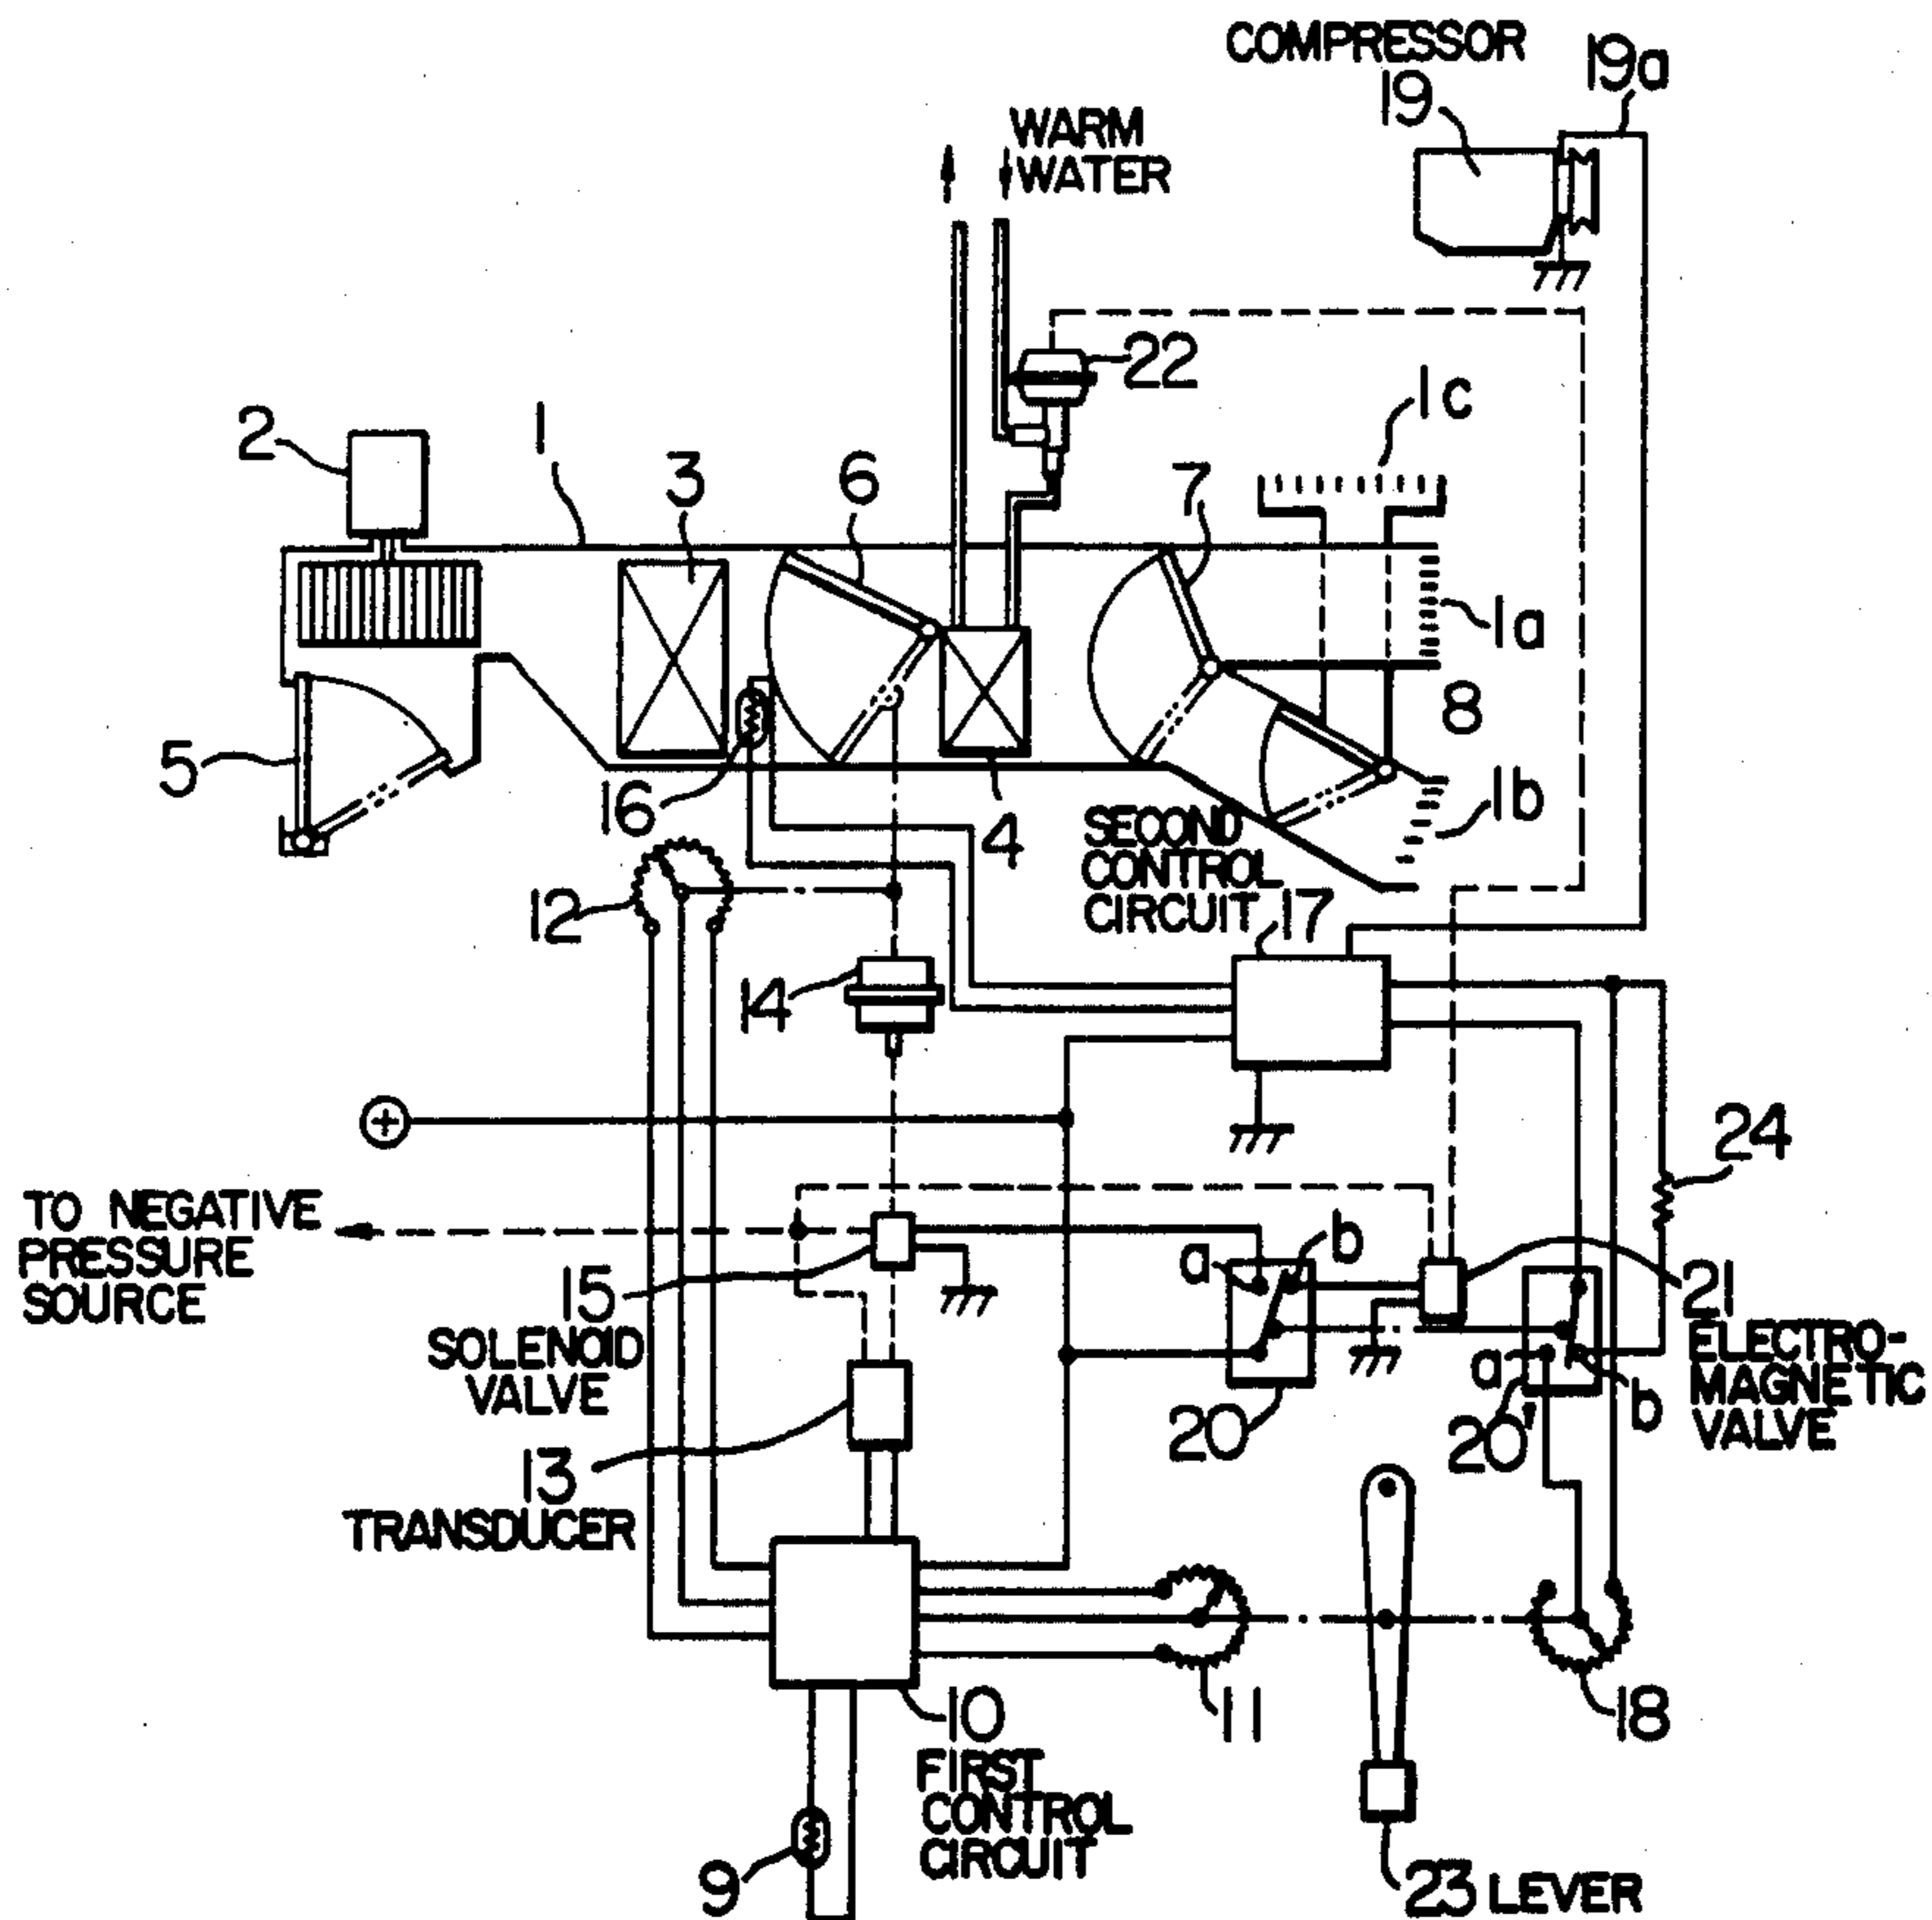 COMPRESSOR
19
19a
WARM
WATER
22
1c
2
1
3
6
7
1a
8
5
16
4
1b
SECOND
CONTROL
CIRCUIT 17
12
14
+
24
TO NEGATIVE
PRESSURE
SOURCE
a
b
15
SOLENOID
VALVE
21
ELECTRO-
MAGNETIC
VALVE
a
b
20
20'
13
TRANSDUCER
10
FIRST
CONTROL
CIRCUIT
11
18
9
23 LEVER